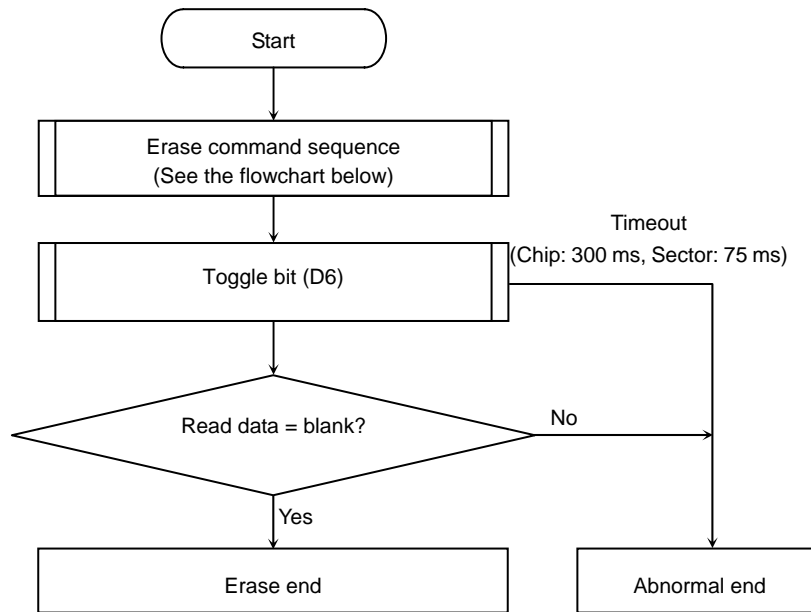 Start
Erase command sequence
(See the flowchart below)
Timeout
(Chip: 300 ms, Sector: 75 ms)
Toggle bit (D6)
Read data = blank?
No
Yes
Erase end
Abnormal end